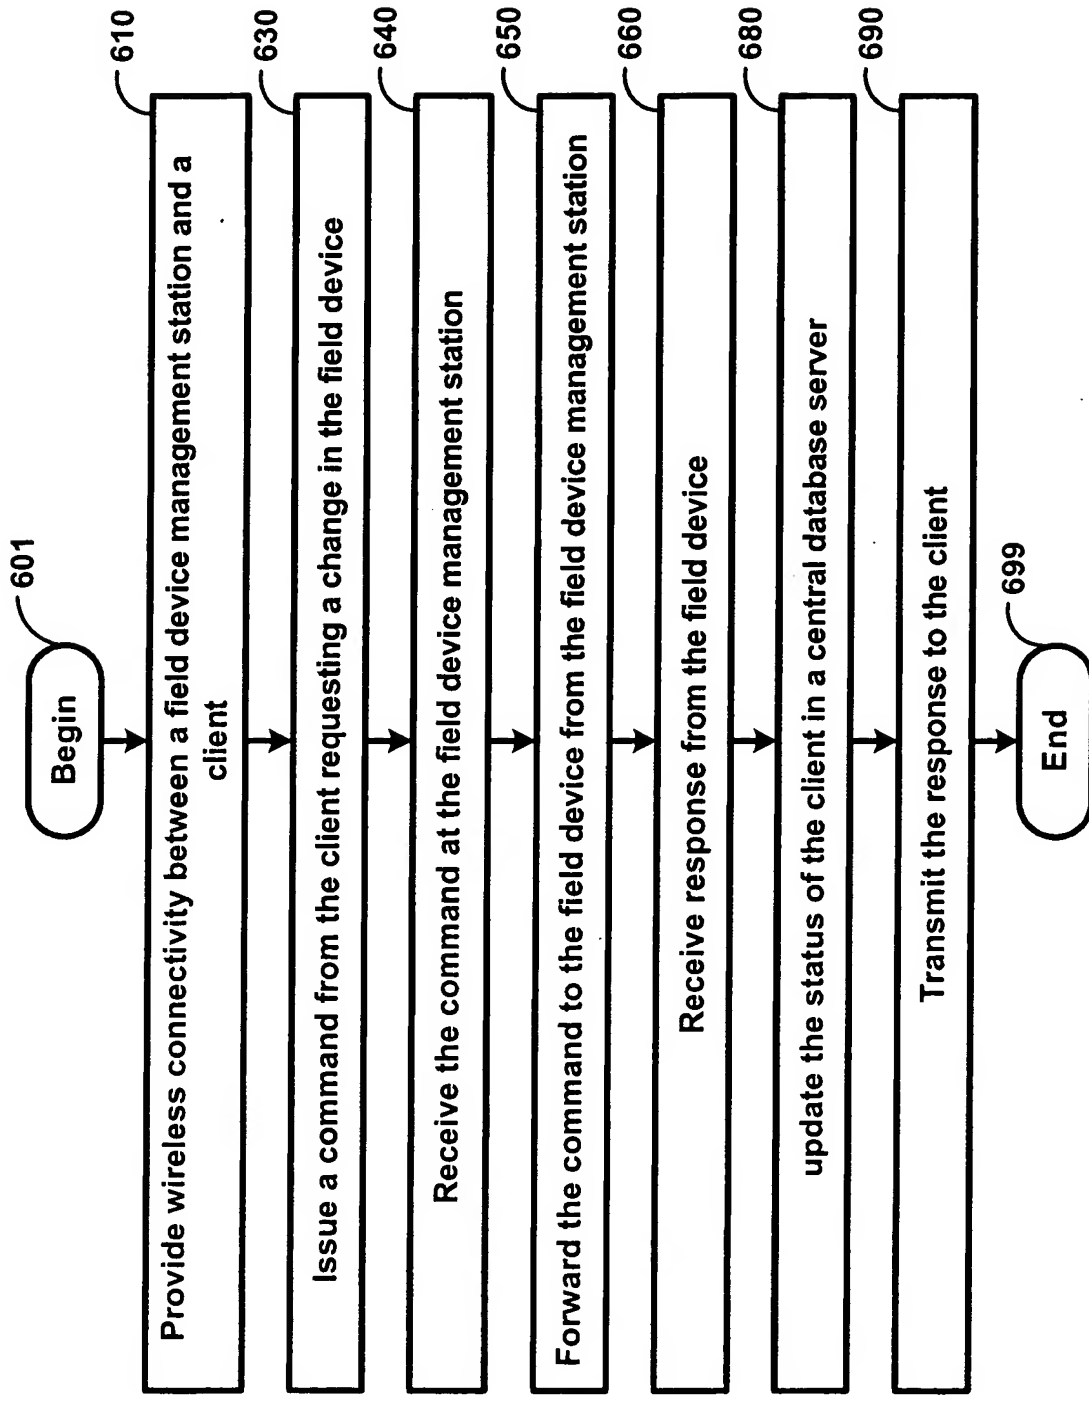 601
Begin
610
Provide wireless connectivity between a field device management station and a
client
630
Issue a command from the client requesting a change in the field device
640
Receive the command at the field device management station
650
Forward the command to the field device from the field device management station
660
Receive response from the field device
680
update the status of the client in a central database server
690
Transmit the response to the client
699
End